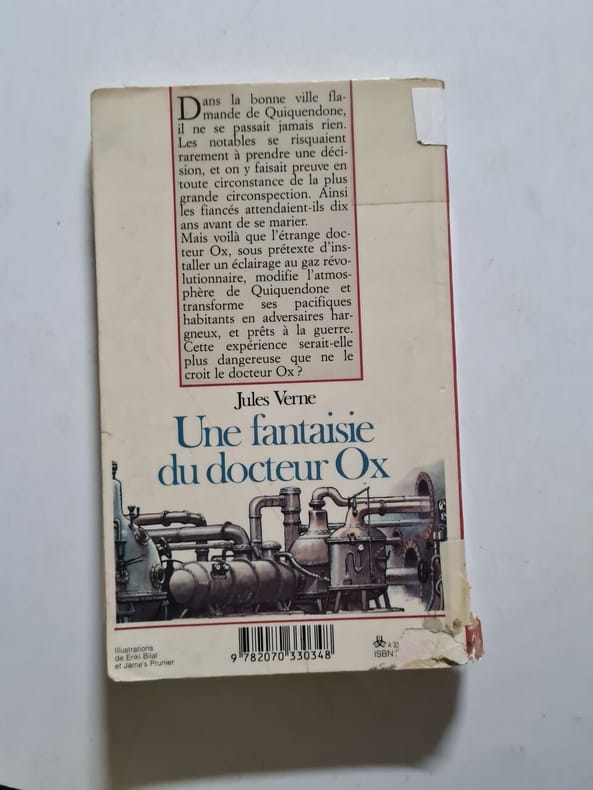 Dans la bonne ville fla-
mande de Quiquendone,
il ne se passait jamais rien.
Les notables se risquaient
rarement à prendre une déci-
sion, et on y faisait preuve en
toute circonstance de la plus
grande circonspection. Ainsi
les fiancés attendaient-ils dix
ans avant de se marier.
Mais voilà que l'étrange doc-
teur Ox, sous prétexte d'ins-
taller un éclairage au gaz révo-
lutionnaire, modifie l'atmos-
phère de Quiquendone et
transforme ses pacifiques
habitants en adversaires har-
gneux, et prêts à la guerre.
Cette expérience serait-elle
plus dangereuse que ne le
croit le docteur Ox ?
Jules Verne
Une fantaisie
du docteur Ox
Illustrations
de Enki Bilal
et Jame's Prunier
9 782070 330348
ISBN